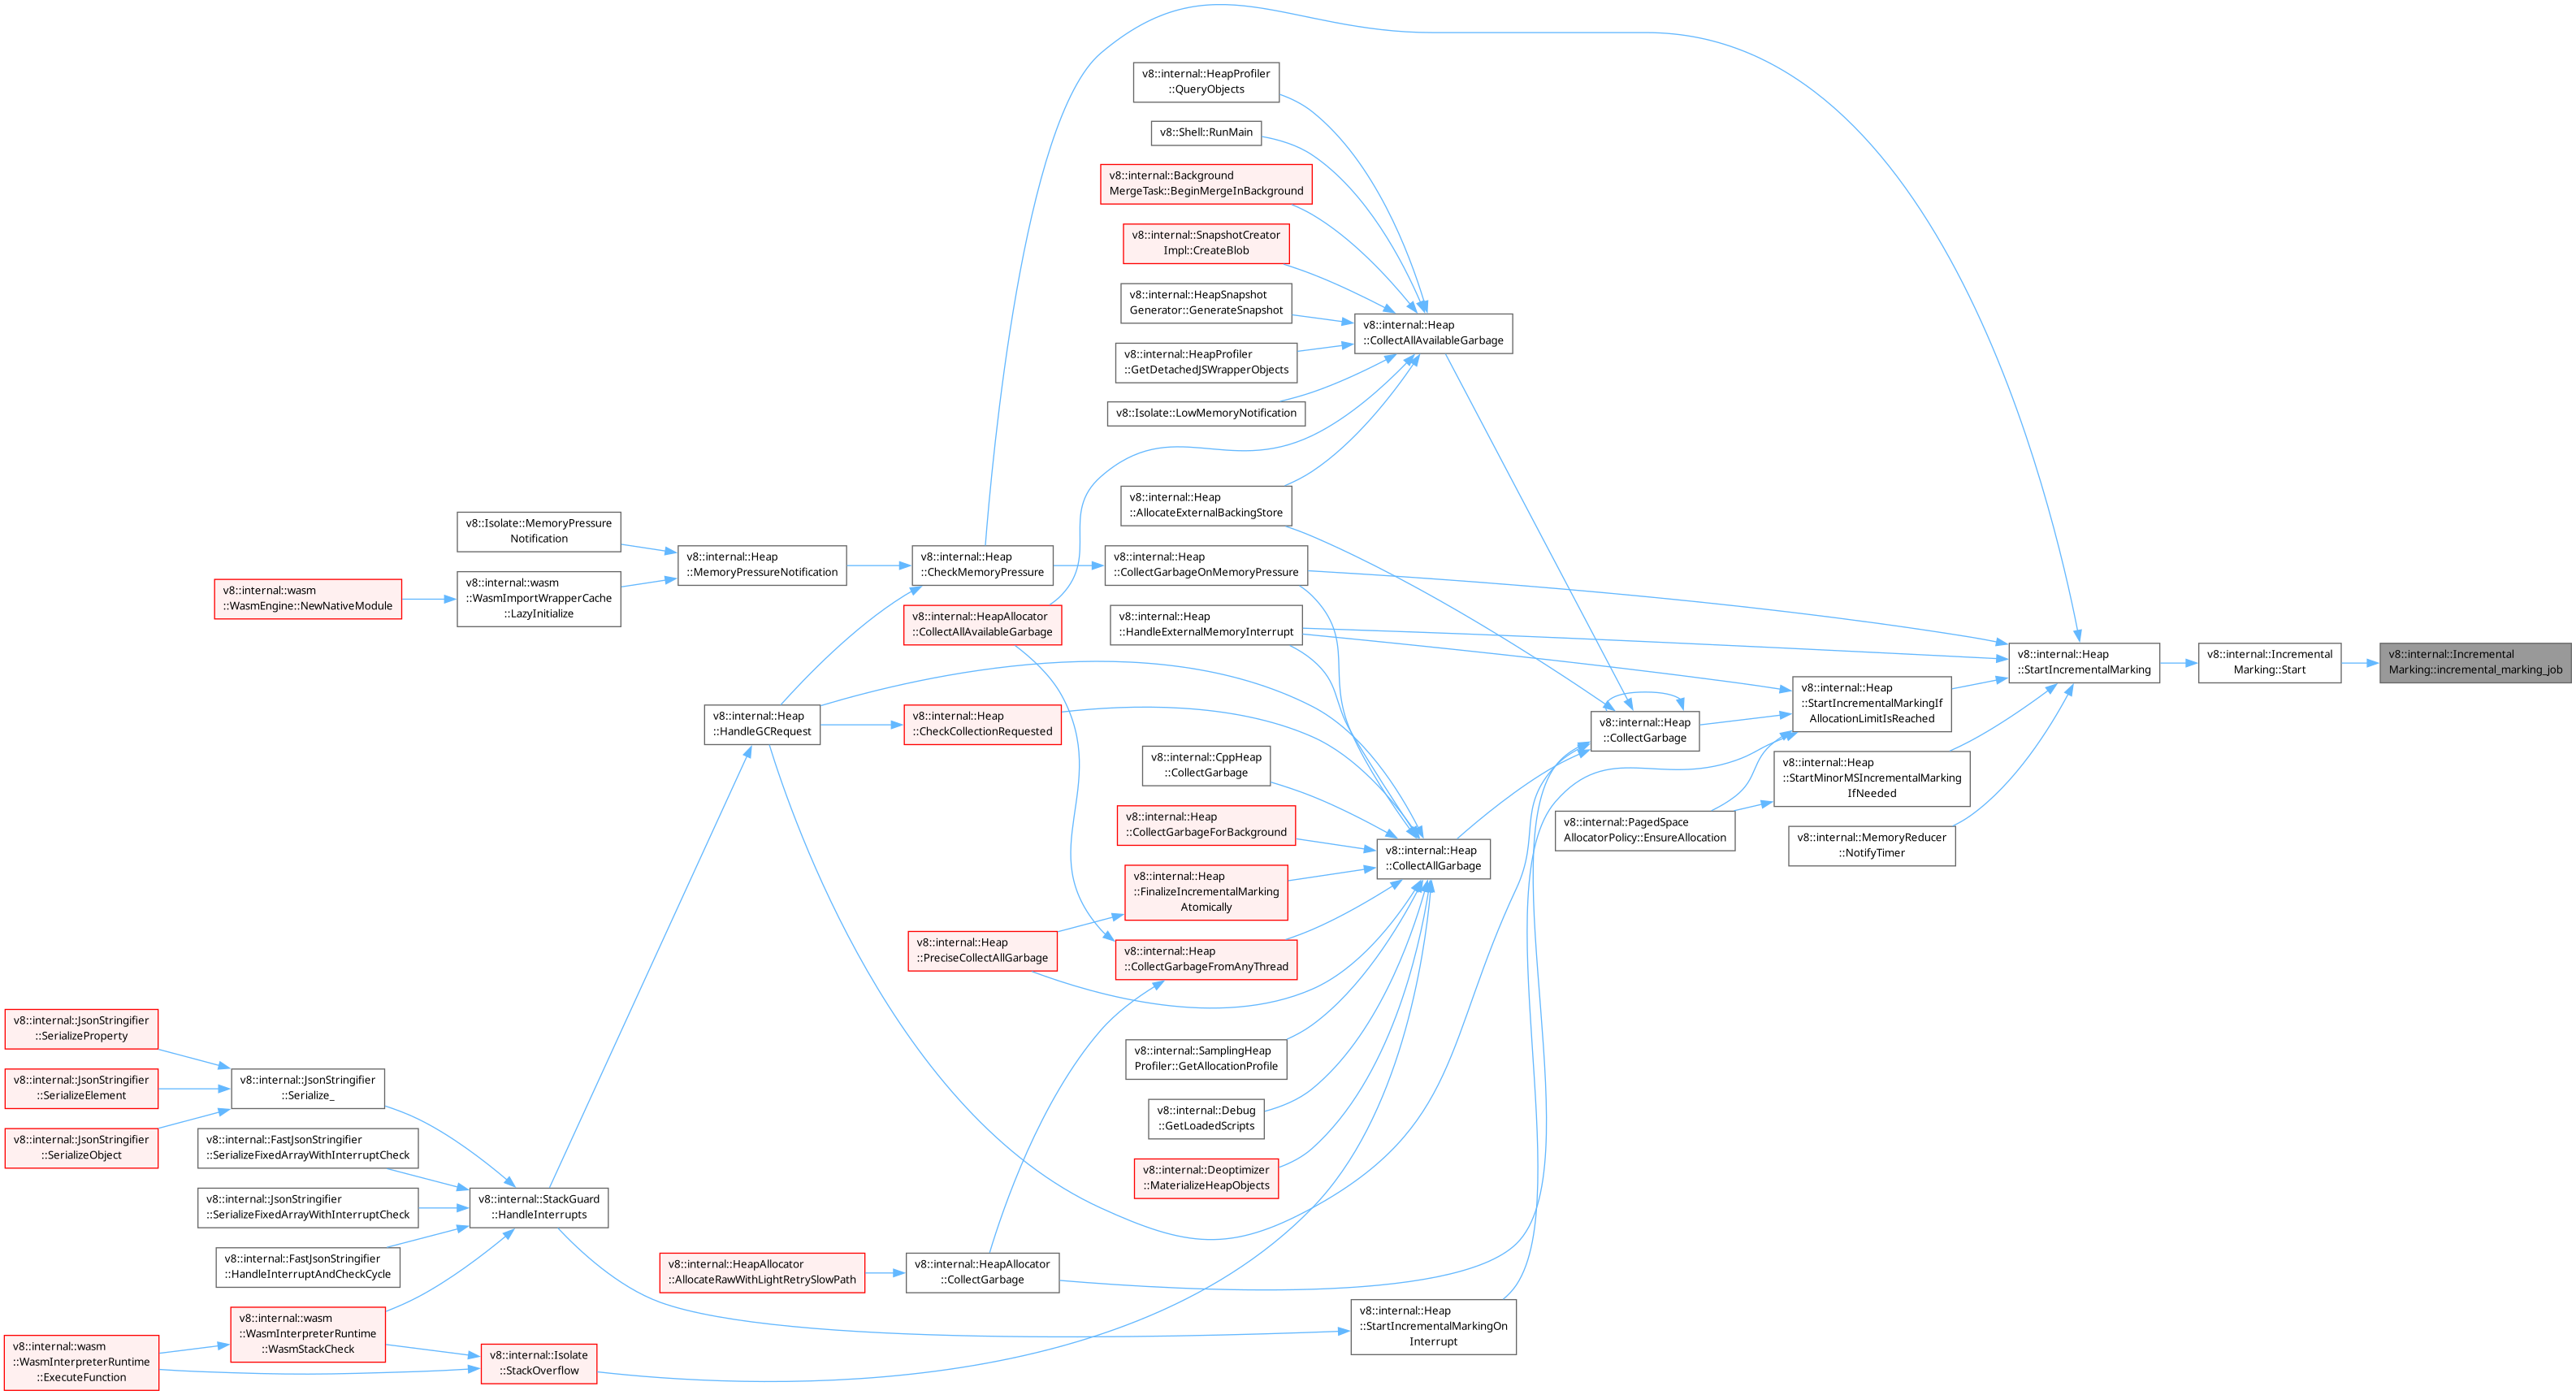 v8::internal::HeapProfiler
::QueryObjects
v8::Shell::RunMain
v8::internal::Background
MergeTask::BeginMergeInBackground
v8::internal::SnapshotCreator
Impl::CreateBlob
v8::internal::HeapSnapshot
Generator::GenerateSnapshot
v8::internal::Heap
::CollectAllAvailableGarbage
v8::internal::HeapProfiler
::GetDetachedJSWrapperObjects
v8::Isolate::LowMemoryNotification
v8::internal::Heap
::AllocateExternalBackingStore
v8::Isolate::MemoryPressure
Notification
v8::internal::Heap
::MemoryPressureNotification
v8::internal::Heap
::CheckMemoryPressure
v8::internal::Heap
::CollectGarbageOnMemoryPressure
v8::internal::wasm
::WasmEngine::NewNativeModule
v8::internal::wasm
::WasmImportWrapperCache
::LazyInitialize
v8::internal::HeapAllocator
::CollectAllAvailableGarbage
v8::internal::Heap
::HandleExternalMemoryInterrupt
v8::internal::Heap
::StartIncrementalMarking
v8::internal::Incremental
Marking::Start
v8::internal::Incremental
Marking::incremental_marking_job
v8::internal::Heap
::StartIncrementalMarkingIf
AllocationLimitIsReached
v8::internal::Heap
::HandleGCRequest
v8::internal::Heap
::CheckCollectionRequested
v8::internal::Heap
::CollectGarbage
v8::internal::CppHeap
::CollectGarbage
v8::internal::Heap
::StartMinorMSIncrementalMarking
IfNeeded
v8::internal::Heap
::CollectGarbageForBackground
v8::internal::PagedSpace
AllocatorPolicy::EnsureAllocation
v8::internal::MemoryReducer
::NotifyTimer
v8::internal::Heap
::CollectAllGarbage
v8::internal::Heap
::FinalizeIncrementalMarking
Atomically
v8::internal::Heap
::PreciseCollectAllGarbage
v8::internal::Heap
::CollectGarbageFromAnyThread
v8::internal::JsonStringifier
::SerializeProperty
v8::internal::SamplingHeap
Profiler::GetAllocationProfile
v8::internal::JsonStringifier
::SerializeElement
v8::internal::JsonStringifier
::Serialize_
v8::internal::Debug
::GetLoadedScripts
v8::internal::JsonStringifier
::SerializeObject
v8::internal::FastJsonStringifier
::SerializeFixedArrayWithInterruptCheck
v8::internal::Deoptimizer
::MaterializeHeapObjects
v8::internal::JsonStringifier
::SerializeFixedArrayWithInterruptCheck
v8::internal::StackGuard
::HandleInterrupts
v8::internal::FastJsonStringifier
::HandleInterruptAndCheckCycle
v8::internal::HeapAllocator
::AllocateRawWithLightRetrySlowPath
v8::internal::HeapAllocator
::CollectGarbage
v8::internal::wasm
::WasmInterpreterRuntime
::WasmStackCheck
v8::internal::Heap
::StartIncrementalMarkingOn
Interrupt
v8::internal::wasm
::WasmInterpreterRuntime
::ExecuteFunction
v8::internal::Isolate
::StackOverflow